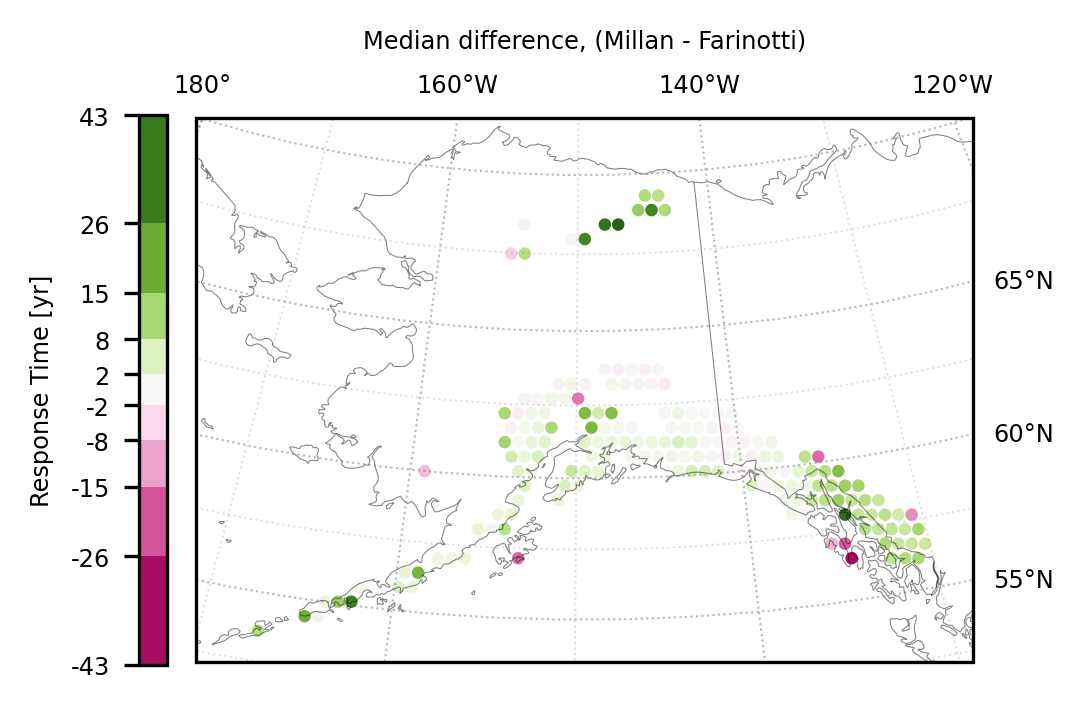 Median difference, (Millan - Farinotti)
180° 160°W 140°W 120°W
43
26
15
8
2
-2
-8
-15
-26
-43
Response Time [yr]
65°N
60°N
55°N